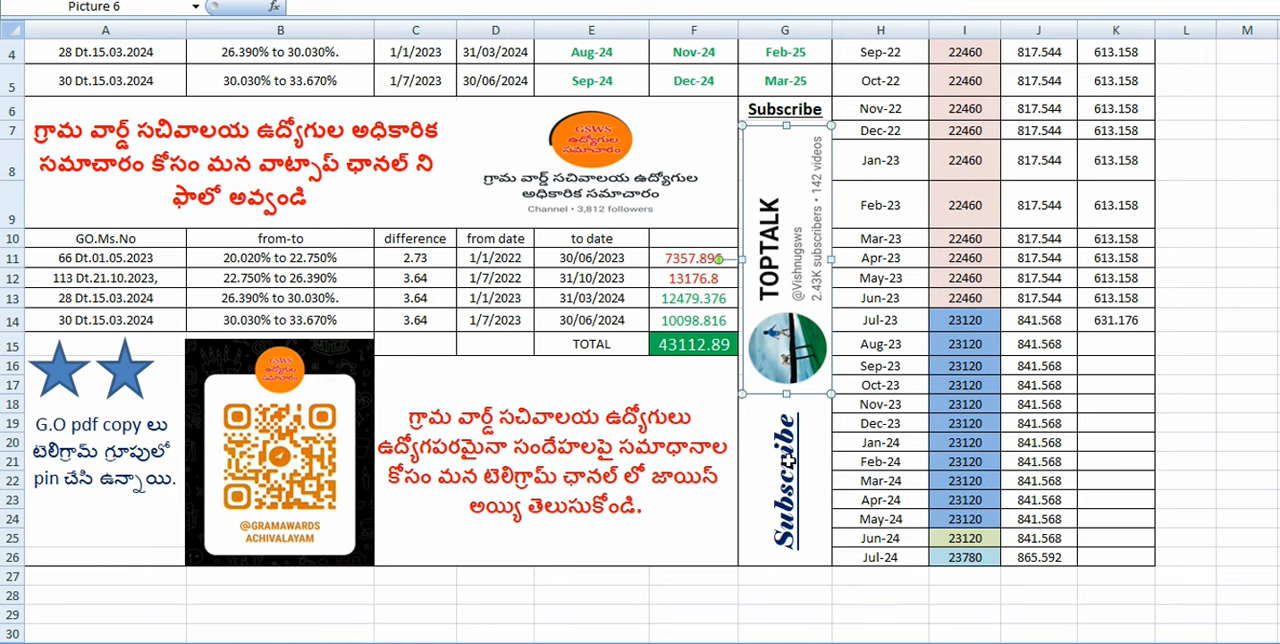 Picture 6 fx
A B C D E F G H I J K L M
4 28 Dt.15.03.2024 26.390% to 30.030%. 1/1/2023 31/03/2024 Aug-24 Nov-24 Feb-25 Sep-22 22460 817.544 613.158
5 30 Dt.15.03.2024 30.030% to 33.670% 1/7/2023 30/06/2024 Sep-24 Dec-24 Mar-25 Oct-22 22460 817.544 613.158
6 Subscribe Nov-22 22460 817.544 613.158
7 Dec-22 22460 817.544 613.158
8 Jan-23 22460 817.544 613.158
9 Feb-23 22460 817.544 613.158
గ్రామ వార్డ్ సచివాలయ ఉద్యోగుల అధికారిక
సమాచారం కోసం మన వాట్సాప్ ఛానల్ ని
ఫాలో అవ్వండి
GSWS
ఉద్యోగుల
సమాచారం
గ్రామ వార్డ్ సచివాలయ ఉద్యోగుల
అధికారిక సమాచారం
Channel • 3,812 followers
TOPTALK
@Vishnugsws
2.43K subscribers • 142 videos
10 GO.Ms.No from-to difference from date to date Mar-23 22460 817.544 613.158
11 66 Dt.01.05.2023 20.020% to 22.750% 2.73 1/1/2022 30/06/2023 7357.896 Apr-23 22460 817.544 613.158
12 113 Dt.21.10.2023, 22.750% to 26.390% 3.64 1/7/2022 31/10/2023 13176.8 May-23 22460 817.544 613.158
13 28 Dt.15.03.2024 26.390% to 30.030%. 3.64 1/1/2023 31/03/2024 12479.376 Jun-23 22460 817.544 613.158
14 30 Dt.15.03.2024 30.030% to 33.670% 3.64 1/7/2023 30/06/2024 10098.816 Jul-23 23120 841.568 631.176
15 TOTAL 43112.89 Aug-23 23120 841.568
16 Sep-23 23120 841.568
17 Oct-23 23120 841.568
18 Nov-23 23120 841.568
19 Dec-23 23120 841.568
20 Jan-24 23120 841.568
21 Feb-24 23120 841.568
22 Mar-24 23120 841.568
23 Apr-24 23120 841.568
24 May-24 23120 841.568
25 Jun-24 23120 841.568
26 Jul-24 23780 865.592
G.O pdf copy లు
టెలిగ్రామ్ గ్రూపులో
pin చేసి ఉన్నాయి.
GSWS
ఉద్యోగుల
సమాచారం
@GRAMAWARDS
ACHIVALAYAM
గ్రామ వార్డ్ సచివాలయ ఉద్యోగులు
ఉద్యోగపరమైనా సందేహలపై సమాధానాల
కోసం మన టెలిగ్రామ్ ఛానల్ లో జాయిన్
అయ్యి తెలుసుకోండి.
Subscribe
27
28
29
30